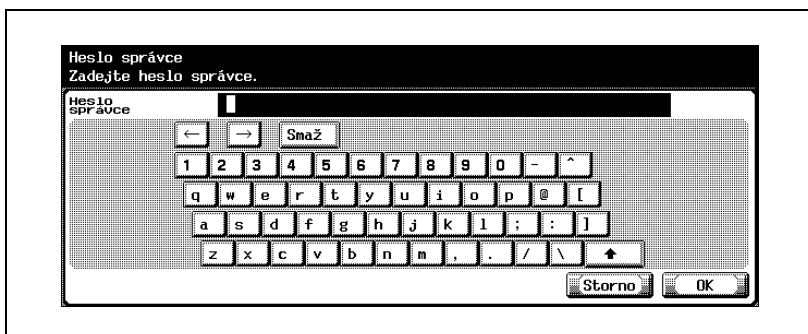 Heslo správce
Zadejte heslo správce.
Heslo
správce
← → Smaž
1 2 3 4 5 6 7 8 9 0 - ^
q w e r t y u i o p @ [
a s d f g h j k l ; : ]
z x c v b n m , . / \ ↑
Storno OK